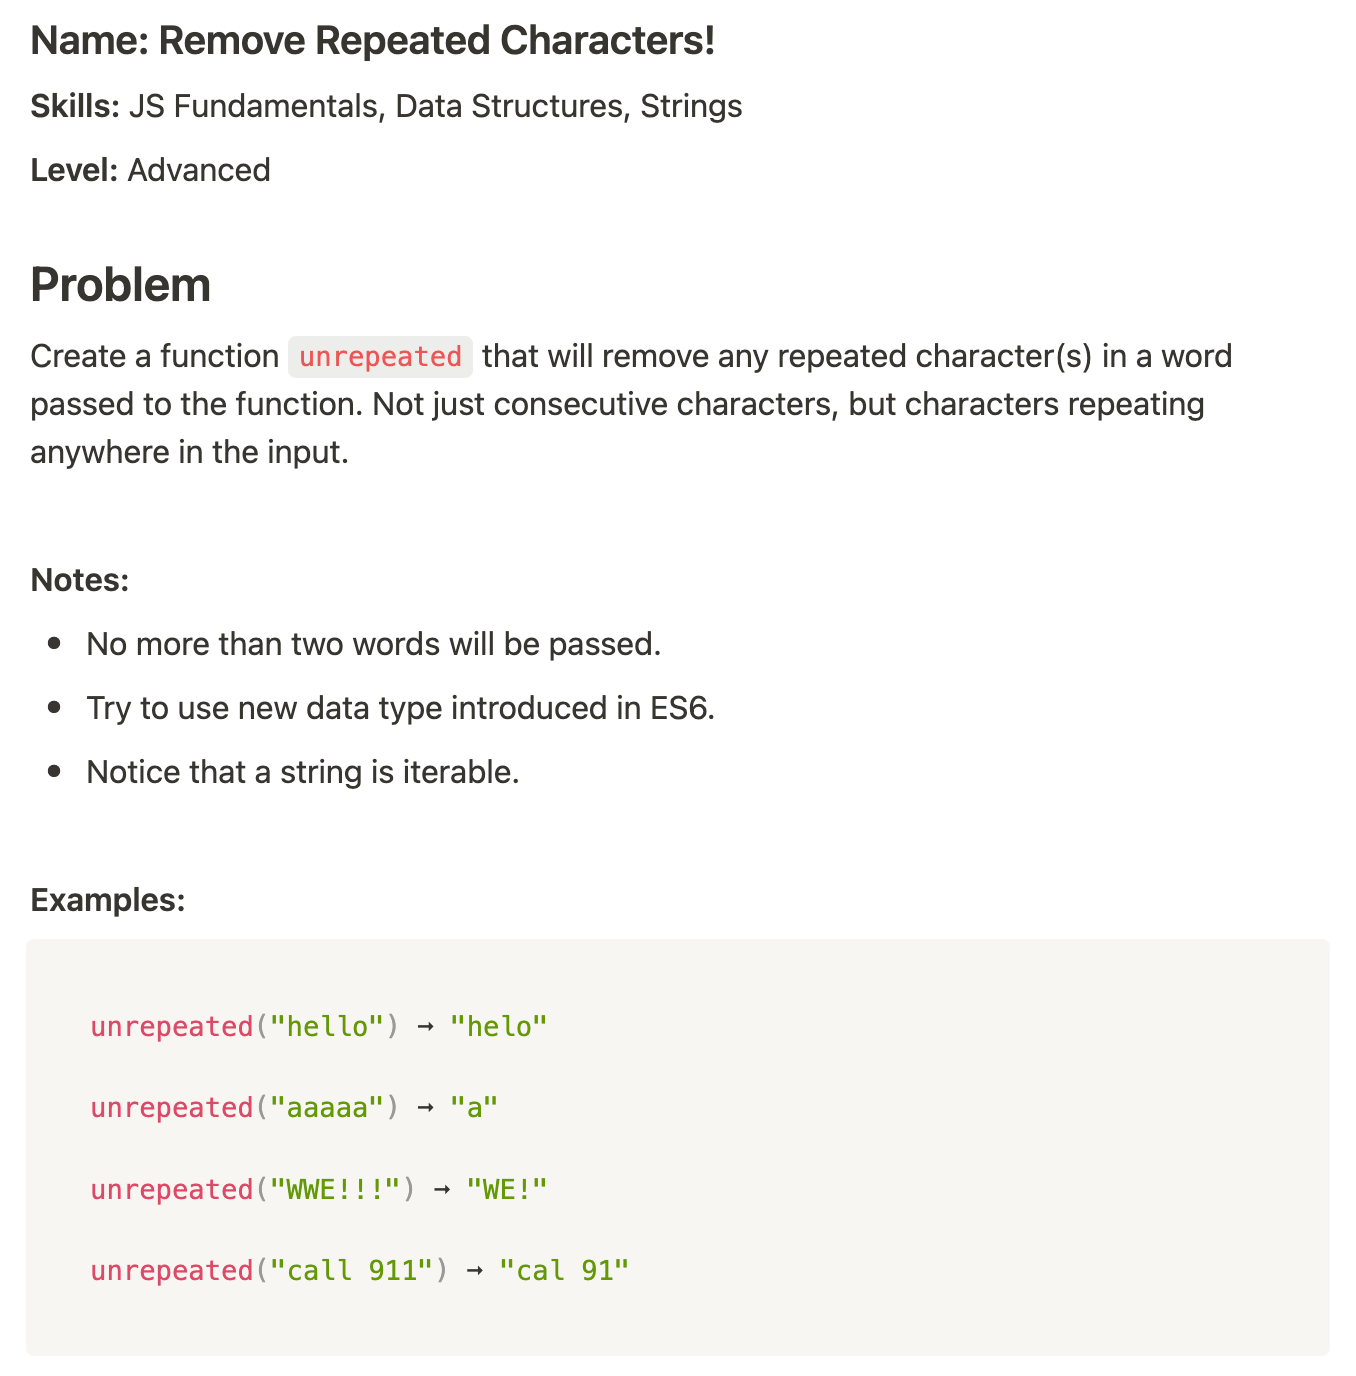 Name: Remove Repeated Characters!
Skills: JS Fundamentals, Data Structures, Strings
Level: Advanced
Problem
Create a function unrepeated that will remove any repeated character(s) in a word
passed to the function. Not just consecutive characters, but characters repeating
anywhere in the input.
Notes:
• No more than two words will be passed.
• Try to use new data type introduced in ES6.
• Notice that a string is iterable.
Examples:
unrepeated("hello") → "helo"
unrepeated("aaaaa") → "a"
unrepeated("WWE!!!") → "WE!"
unrepeated("call 911") → "cal 91"